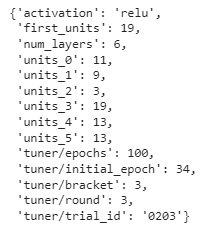 {'activation': 'relu',
'first_units': 19,
'num_layers': 6,
'units_0': 11,
'units_1': 9,
'units_2': 3,
'units_3': 19,
'units_4': 13,
'units_5': 13,
'tuner/epochs': 100,
'tuner/initial_epoch': 34,
'tuner/bracket': 3,
'tuner/round': 3,
'tuner/trial_id': '0203'}